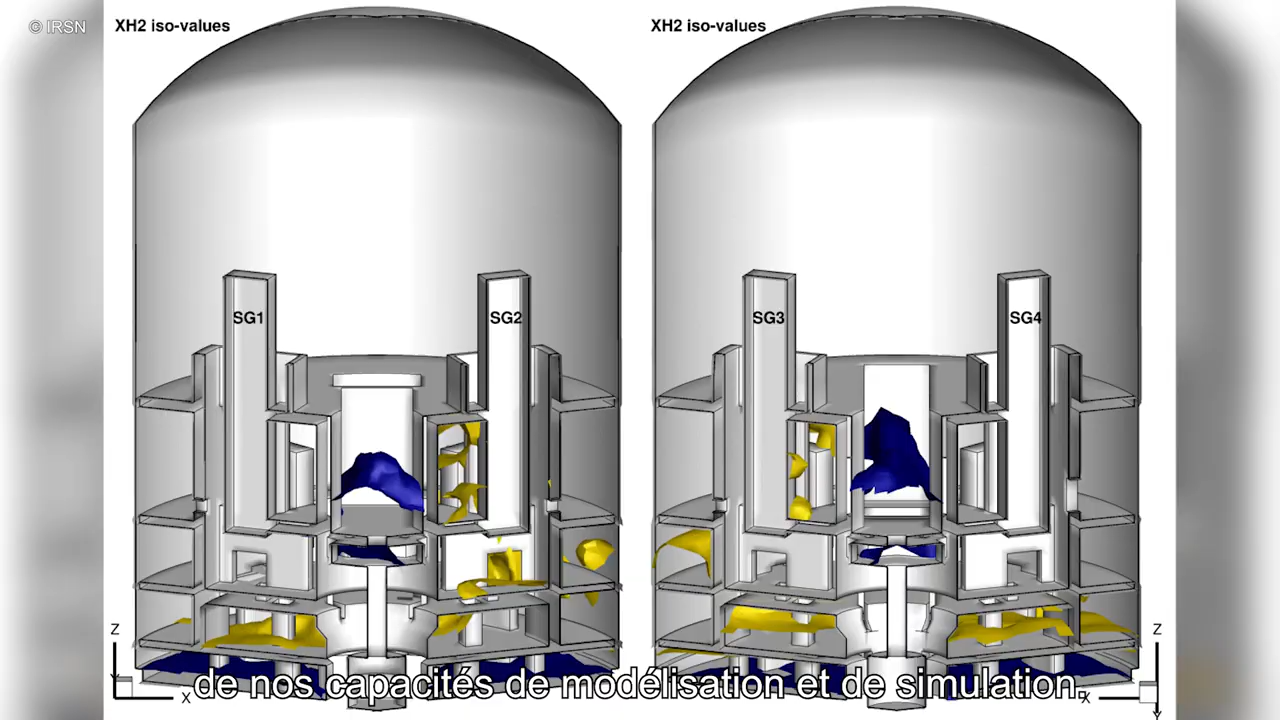 © IRSN
XH2 iso-values
XH2 iso-values
SG1
SG2
SG3
SG4
Z
X
Z
X
Y
de nos capacités de modélisation et de simulation.